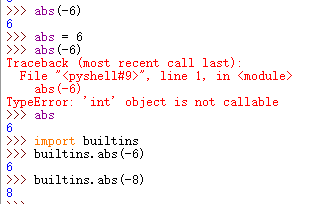 >>> abs(-6)
6
>>> abs = 6
>>> abs(-6)
Traceback (most recent call last):
  File "<pyshell#9>", line 1, in <module>
    abs(-6)
TypeError: 'int' object is not callable
>>> abs
6
>>> import builtins
>>> builtins.abs(-6)
6
>>> builtins.abs(-8)
8
>>>